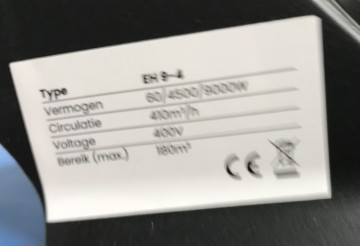 Type EH 9-4
Vermogen 60/4500/9000W
Circulatie 410m³/h
Voltage 400V
Bereik (max.) 180m³
CE